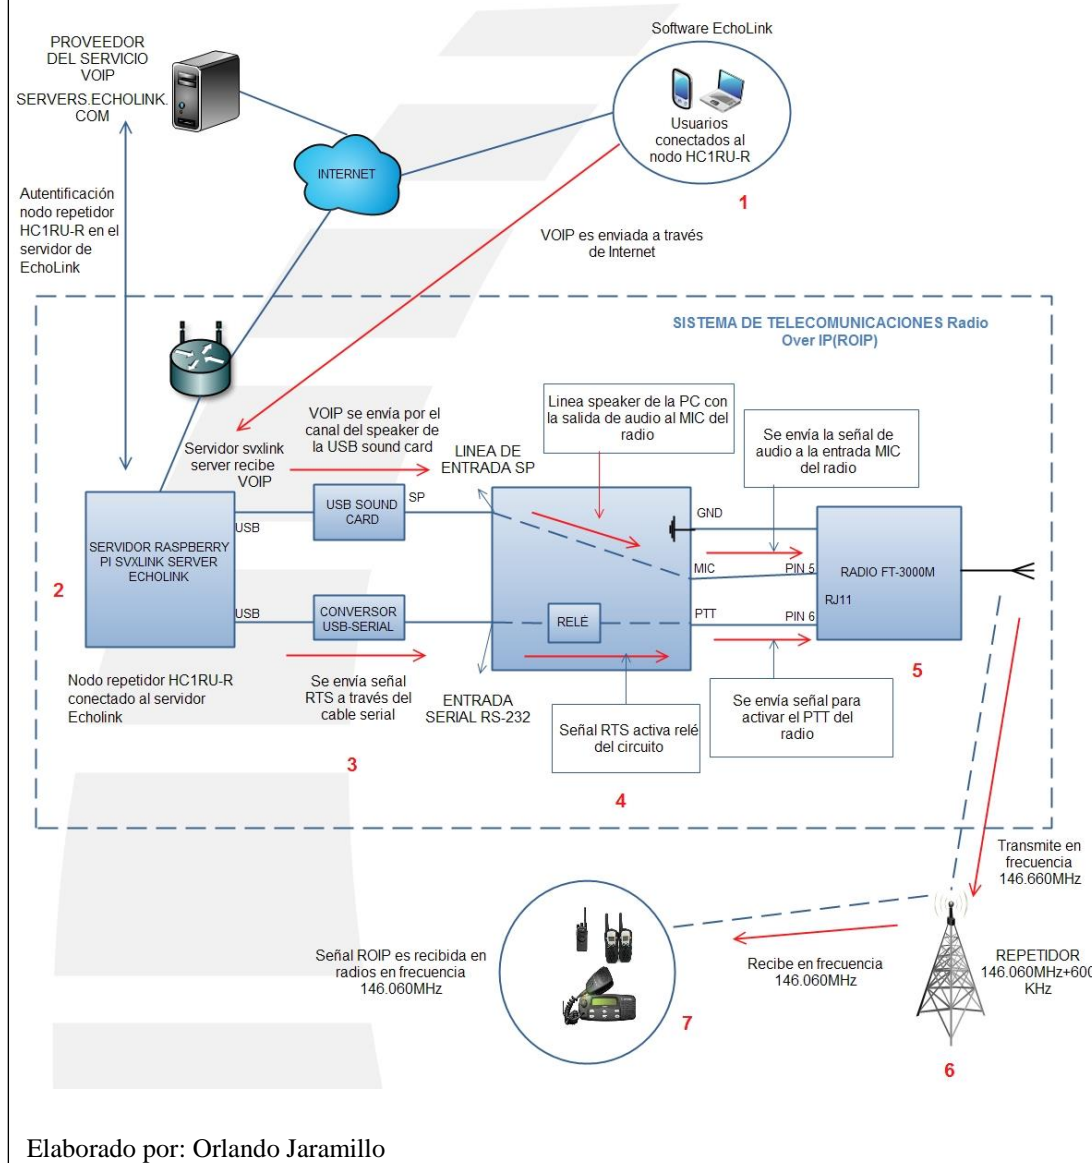 Software EchoLink
PROVEEDOR
DEL SERVICIO
VOIP
SERVERS.ECHOLINK.
COM
Usuarios
conectados al
nodo HC1RU-R
1
INTERNET
Autentificación
nodo repetidor
HC1RU-R en el
servidor de
EchoLink
VOIP es enviada a través
de Internet
SISTEMA DE TELECOMUNICACIONES Radio
Over IP(ROIP)
Linea speaker de la PC con
la salida de audio al MIC del
radio
VOIP se envía por el
canal del speaker de
la USB sound card
Se envía la señal de
audio a la entrada MIC
del radio
Servidor svxlink
server recibe
VOIP
LINEA DE
ENTRADA SP
USB
USB SOUND
CARD
SP
GND
SERVIDOR RASPBERRY
PI SVXLINK SERVER
ECHOLINK
2
MIC
PIN 5
RADIO FT-3000M
RJ11
USB
CONVERSOR
USB-SERIAL
RELÉ
PTT
PIN 6
5
Nodo repetidor HC1RU-R
conectado al servidor
Echolink
Se envía señal
RTS a través del
cable serial
3
ENTRADA
SERIAL RS-232
Señal RTS activa relé
del circuito
4
Se envía señal para
activar el PTT del
radio
Transmite en
frecuencia
146.660MHz
Señal ROIP es recibida en
radios en frecuencia
146.060MHz
7
Recibe en frecuencia
146.060MHz
REPETIDOR
146.060MHz+600
KHz
6
Elaborado por: Orlando Jaramillo